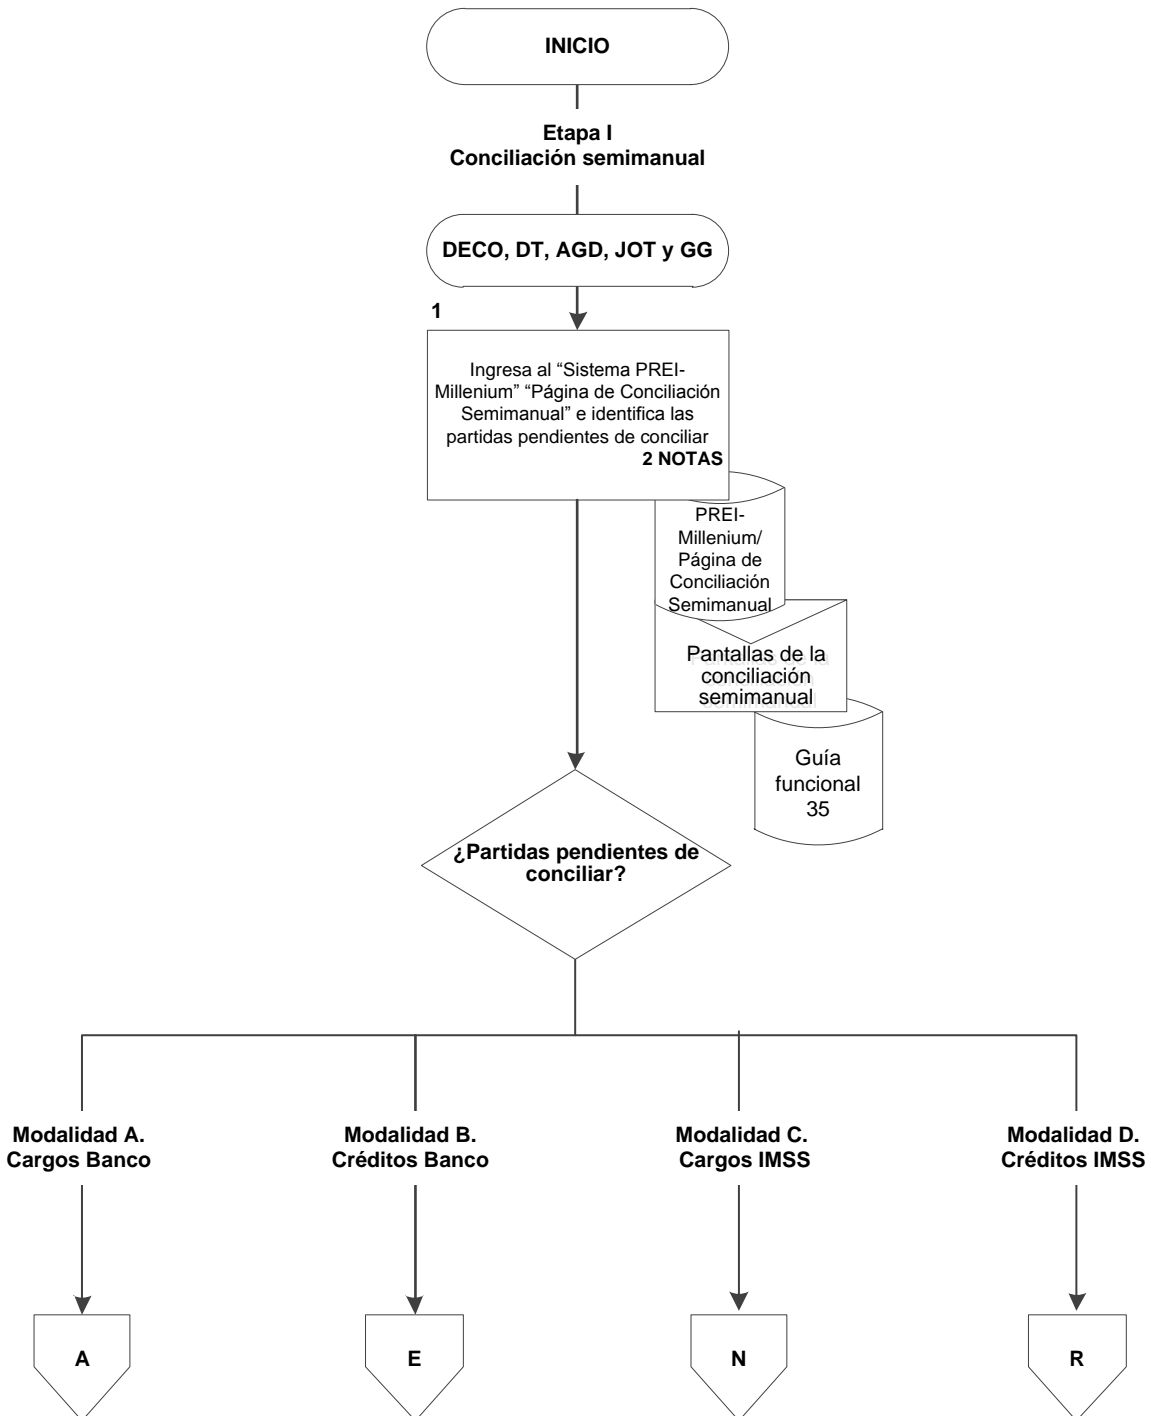 INICIO
Etapa I
Conciliación semimanual
DECO, DT, AGD, JOT y GG
1
Ingresa al “Sistema PREI-
Millenium” “Página de Conciliación
Semimanual” e identifica las
partidas pendientes de conciliar
2 NOTAS
PREI-
Millenium/
Página de
Conciliación
Semimanual
Pantallas de la
conciliación
semimanual
Guía
funcional
35
¿Partidas pendientes de
conciliar?
Modalidad A.
Cargos Banco
Modalidad B.
Créditos Banco
Modalidad C.
Cargos IMSS
Modalidad D.
Créditos IMSS
A
E
N
R